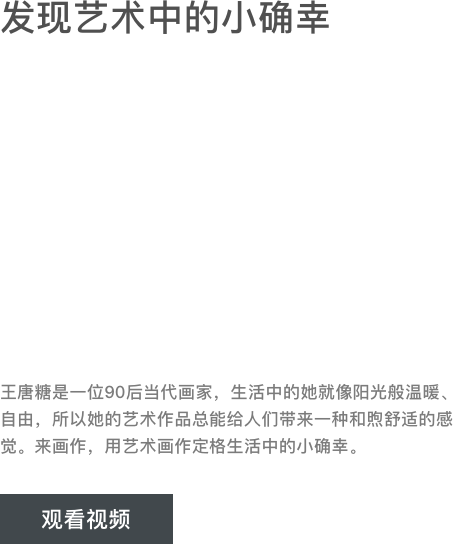 发现艺术中的小确幸
王唐糖是一位90后当代画家，生活中的她就像阳光般温暖、
自由，所以她的艺术作品总能给人们带来一种和煦舒适的感
觉。来画作，用艺术画作定格生活中的小确幸。
观看视频